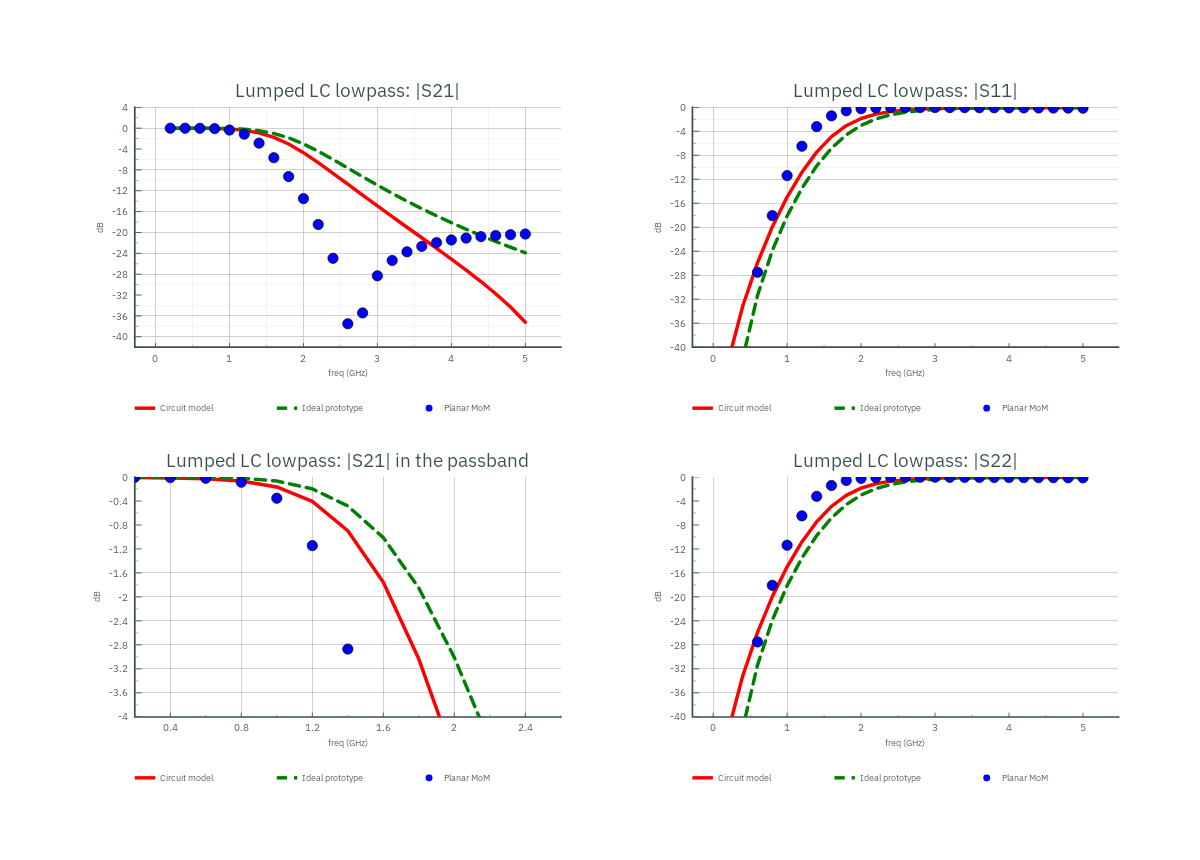 Lumped LC lowpass: |S21|
4
0
-4
-8
-12
-16
-20
-24
-28
-32
-36
-40
dB
0 1 2 3 4 5
freq (GHz)
Circuit model Ideal prototype Planar MoM
Lumped LC lowpass: |S11|
0
-4
-8
-12
-16
-20
-24
-28
-32
-36
-40
dB
0 1 2 3 4 5
freq (GHz)
Circuit model Ideal prototype Planar MoM
Lumped LC lowpass: |S21| in the passband
0
-0.4
-0.8
-1.2
-1.6
-2
-2.4
-2.8
-3.2
-3.6
-4
dB
0.4 0.8 1.2 1.6 2 2.4
freq (GHz)
Circuit model Ideal prototype Planar MoM
Lumped LC lowpass: |S22|
0
-4
-8
-12
-16
-20
-24
-28
-32
-36
-40
dB
0 1 2 3 4 5
freq (GHz)
Circuit model Ideal prototype Planar MoM